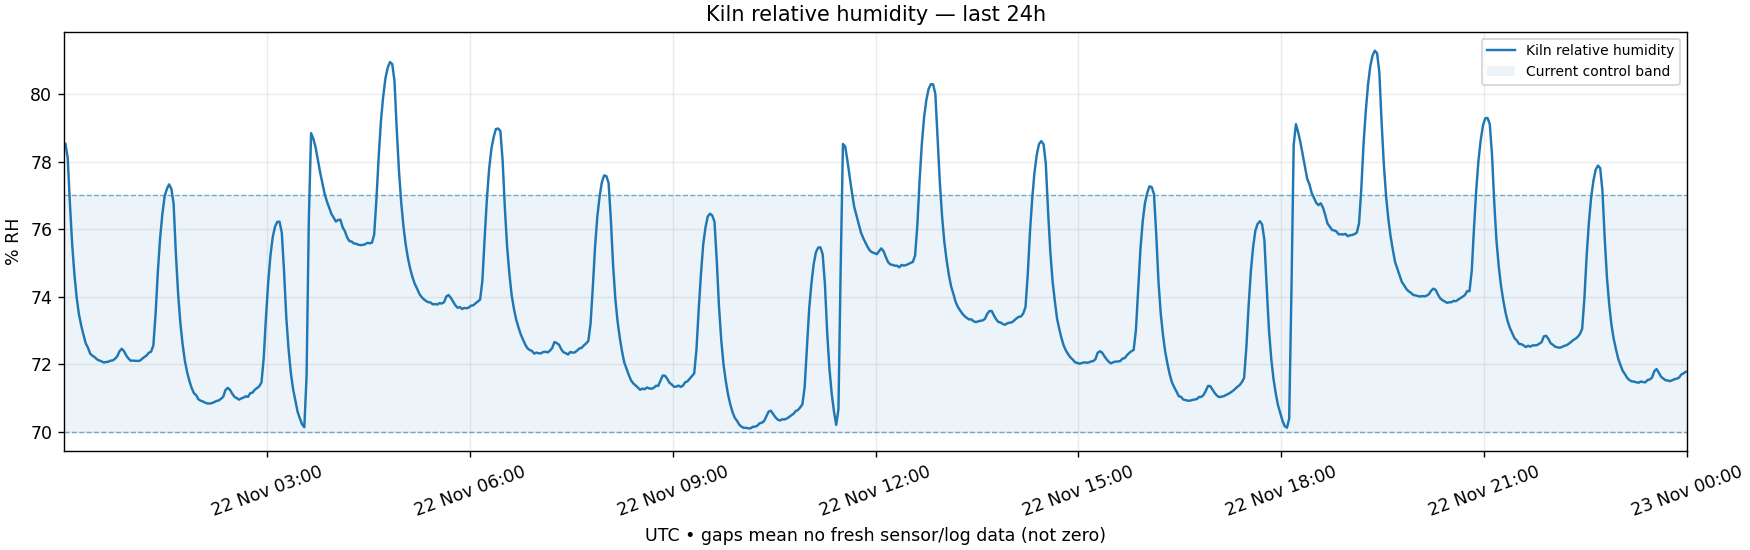 Kiln relative humidity — last 24h
Kiln relative humidity
Current control band
% RH
80
78
76
74
72
70
22 Nov 03:00
22 Nov 06:00
22 Nov 09:00
22 Nov 12:00
22 Nov 15:00
22 Nov 18:00
22 Nov 21:00
23 Nov 00:00
UTC • gaps mean no fresh sensor/log data (not zero)